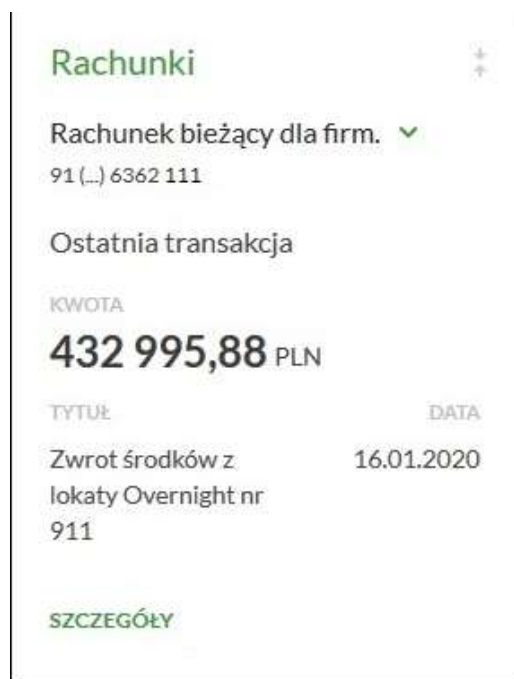 Rachunki
Rachunek bieżący dla firm.
91 (...) 6362 111
Ostatnia transakcja
KWOTA
432 995,88 PLN
TYTUŁ DATA
Zwrot środków z 16.01.2020
lokaty Overnight nr
911
SZCZEGÓŁY